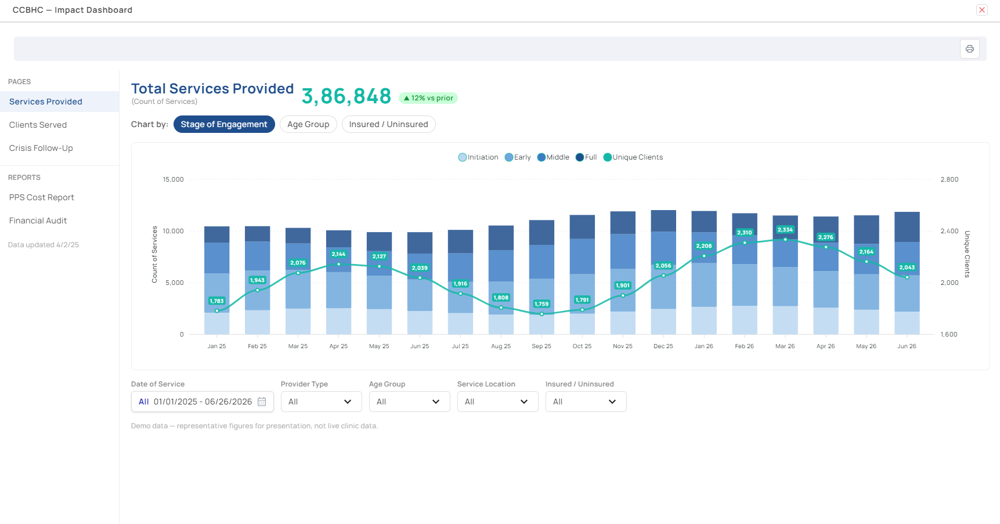 CCBHC — Impact Dashboard
PAGES
Services Provided
Clients Served
Crisis Follow-Up
REPORTS
PPS Cost Report
Financial Audit
Data updated 4/2/25
Total Services Provided
(Count of Services)
3,86,848
▲ 12% vs prior
Chart by: Stage of Engagement Age Group Insured / Uninsured
Initiation Early Middle Full Unique Clients
15,000
10,000
5,000
0
Count of Services
2,800
2,400
2,000
1,600
Unique Clients
1,783 1,943 2,076 2,144 2,127 2,039 1,916 1,808 1,759 1,791 1,901 2,056 2,208 2,310 2,334 2,276 2,164 2,043
Jan 25 Feb 25 Mar 25 Apr 25 May 25 Jun 25 Jul 25 Aug 25 Sep 25 Oct 25 Nov 25 Dec 25 Jan 26 Feb 26 Mar 26 Apr 26 May 26 Jun 26
Date of Service Provider Type Age Group Service Location Insured / Uninsured
All 01/01/2025 - 06/26/2026 All All All All
Demo data — representative figures for presentation, not live clinic data.